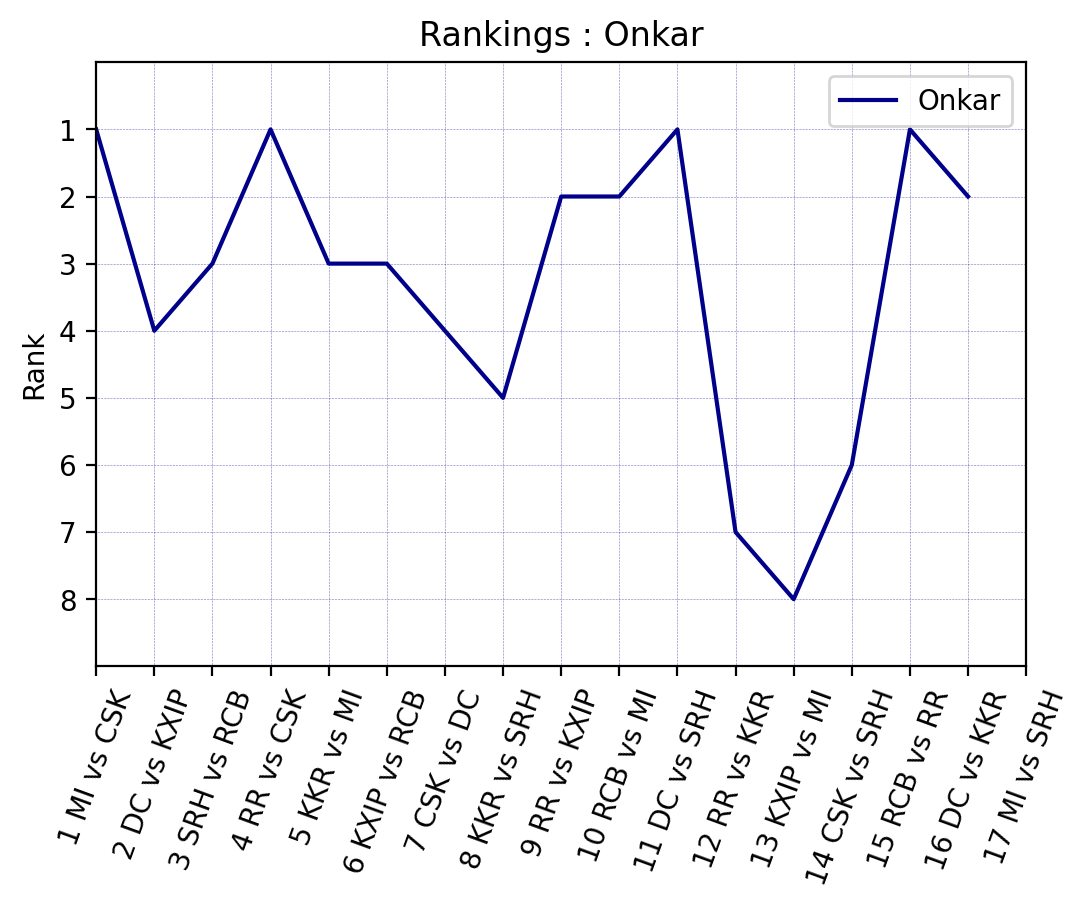 Rankings : Onkar
Onkar
Rank
1
2
3
4
5
6
7
8
1 MI vs CSK
2 DC vs KXIP
3 SRH vs RCB
4 RR vs CSK
5 KKR vs MI
6 KXIP vs RCB
7 CSK vs DC
8 KKR vs SRH
9 RR vs KXIP
10 RCB vs MI
11 DC vs SRH
12 RR vs KKR
13 KXIP vs MI
14 CSK vs SRH
15 RCB vs RR
16 DC vs KKR
17 MI vs SRH